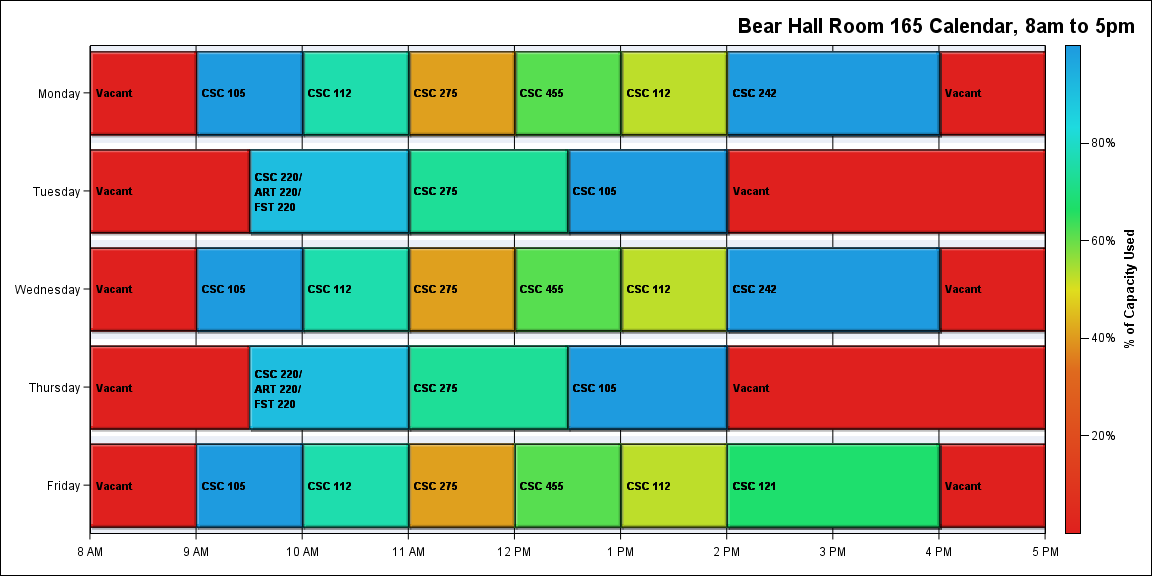 Bear Hall Room 165 Calendar, 8am to 5pm
Monday
Vacant
CSC 105
CSC 112
CSC 275
CSC 455
CSC 112
CSC 242
Vacant
Tuesday
Vacant
CSC 220/
ART 220/
FST 220
CSC 275
CSC 105
Vacant
Wednesday
Vacant
CSC 105
CSC 112
CSC 275
CSC 455
CSC 112
CSC 242
Vacant
Thursday
Vacant
CSC 220/
ART 220/
FST 220
CSC 275
CSC 105
Vacant
Friday
Vacant
CSC 105
CSC 112
CSC 275
CSC 455
CSC 112
CSC 121
Vacant
8 AM
9 AM
10 AM
11 AM
12 PM
1 PM
2 PM
3 PM
4 PM
5 PM
80%
60%
40%
20%
% of Capacity Used